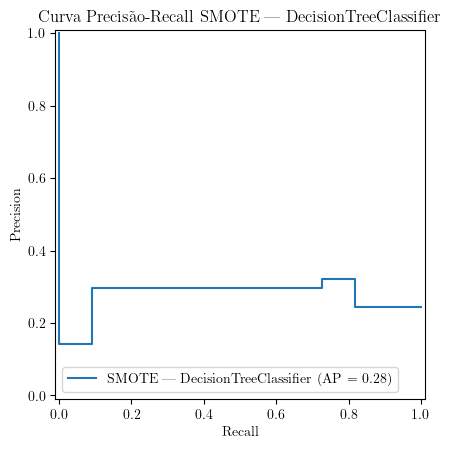 Curva Precisão-Recall SMOTE — DecisionTreeClassifier
1.0
0.8
0.6
0.4
0.2
0.0
Precision
SMOTE — DecisionTreeClassifier (AP = 0.28)
0.0 0.2 0.4 0.6 0.8 1.0
Recall